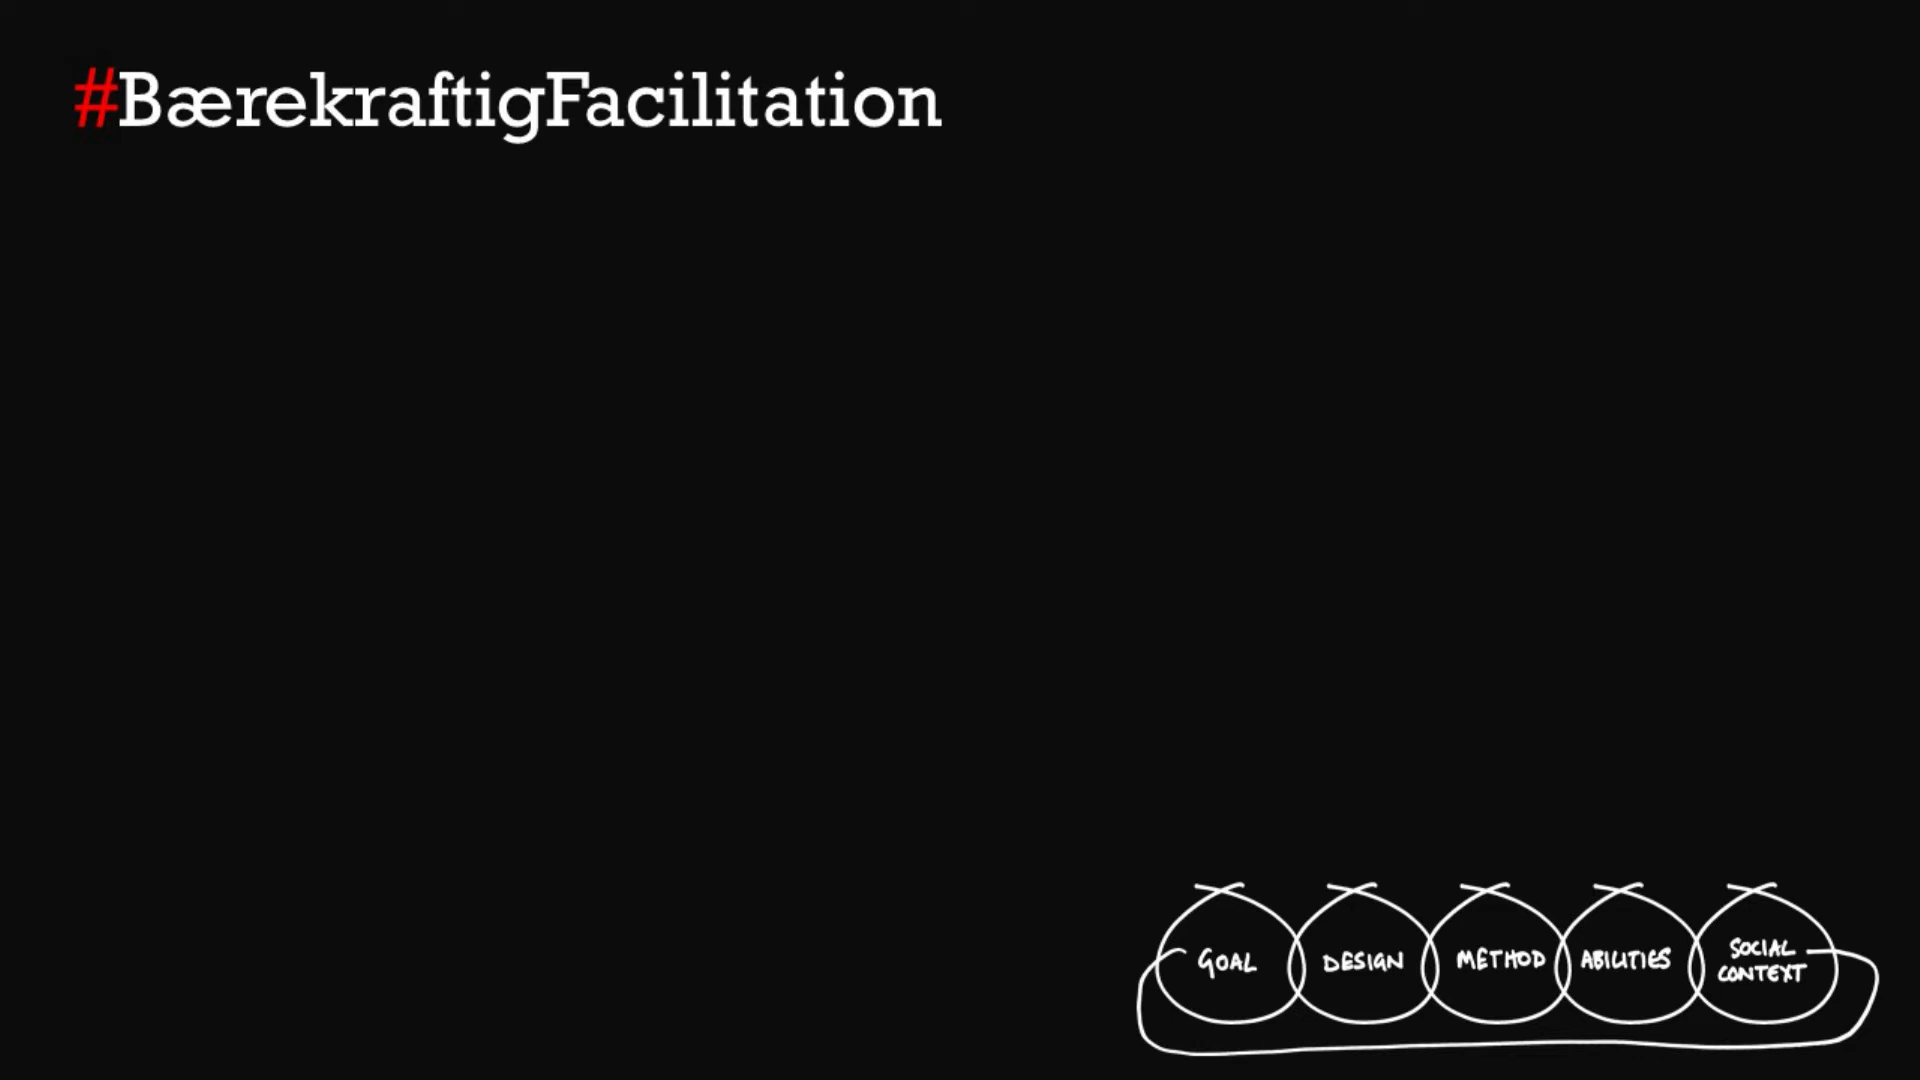 #BærekraftigFacilitation
GOAL
DESIGN
METHOD
ABILITIES
SOCIAL
CONTEXT